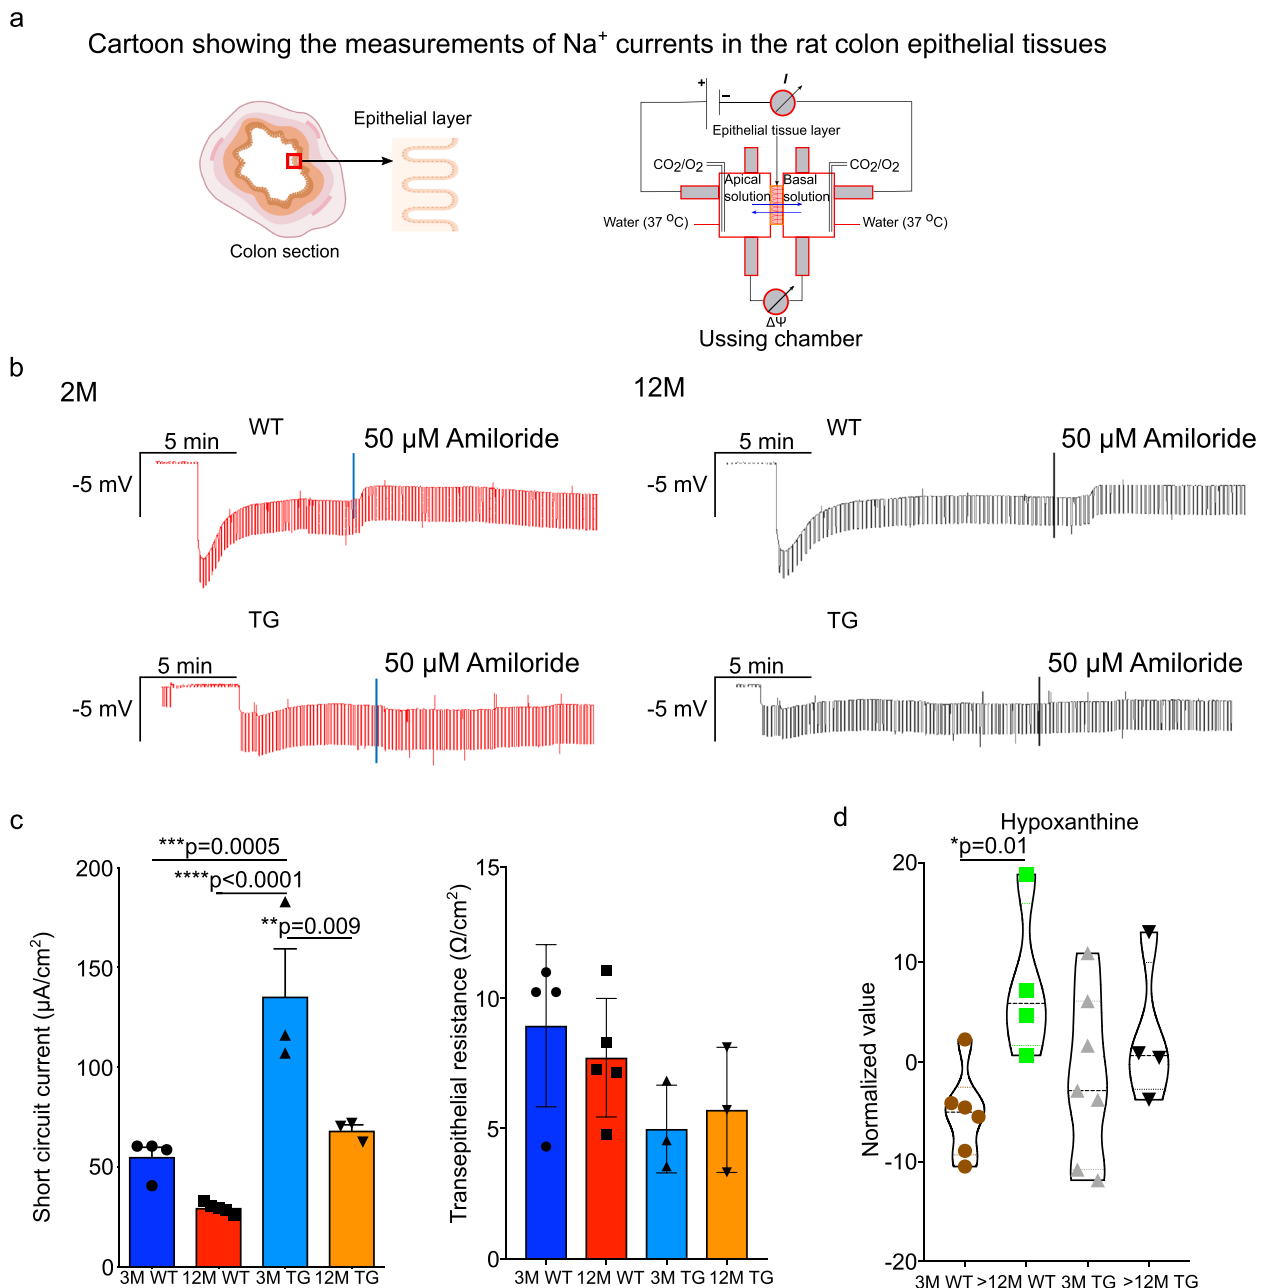 a
Cartoon showing the measurements of Na+ currents in the rat colon epithelial tissues
Epithelial layer
Colon section
+
−
I
Epithelial tissue layer
CO2/O2
CO2/O2
Apical solution
Basal solution
Water (37 oC)
Water (37 oC)
ΔΨ
Ussing chamber
b
2M
WT
5 min
50 µM Amiloride
-5 mV
TG
5 min
50 µM Amiloride
-5 mV
12M
WT
5 min
50 µM Amiloride
-5 mV
TG
5 min
50 µM Amiloride
-5 mV
c
***p=0.0005
****p<0.0001
**p=0.009
Short circuit current (µA/cm2)
200
150
100
50
0
3M WT 12M WT 3M TG 12M TG
Transepithelial resistance (Ω/cm2)
15
10
5
0
3M WT 12M WT 3M TG 12M TG
d
Hypoxanthine
*p=0.01
Normalized value
20
10
0
-10
-20
3M WT >12M WT 3M TG >12M TG